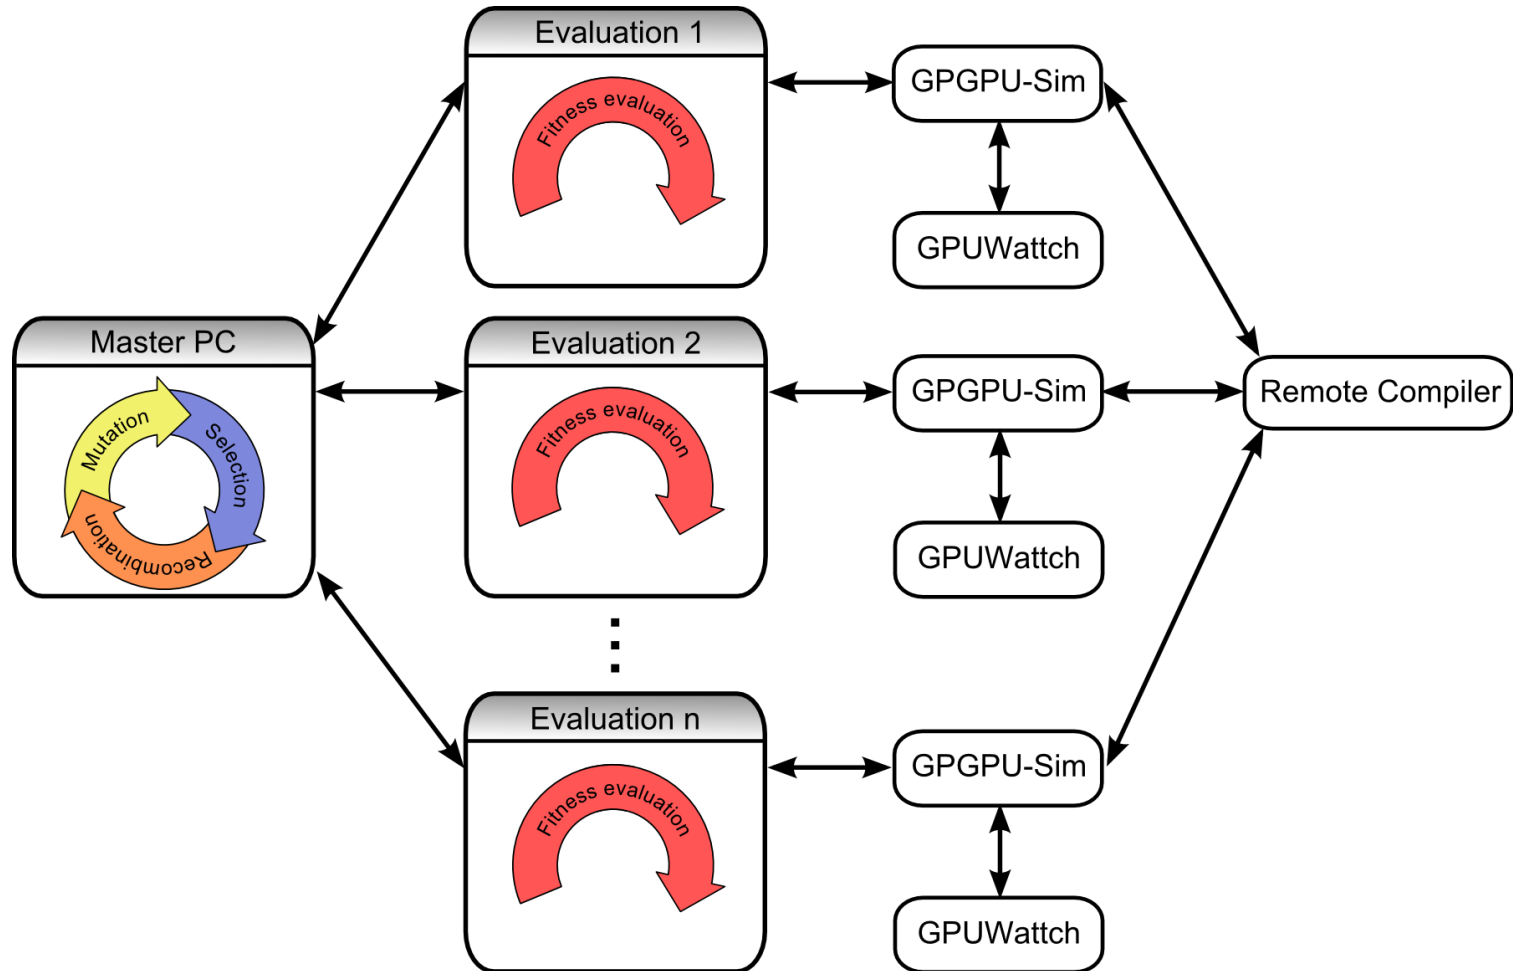 Evaluation 1
Fitness evaluation
GPGPU-Sim
GPUWattch
Master PC
Mutation
Selection
Recombination
Evaluation 2
Fitness evaluation
GPGPU-Sim
GPUWattch
Remote Compiler
Evaluation n
Fitness evaluation
GPGPU-Sim
GPUWattch